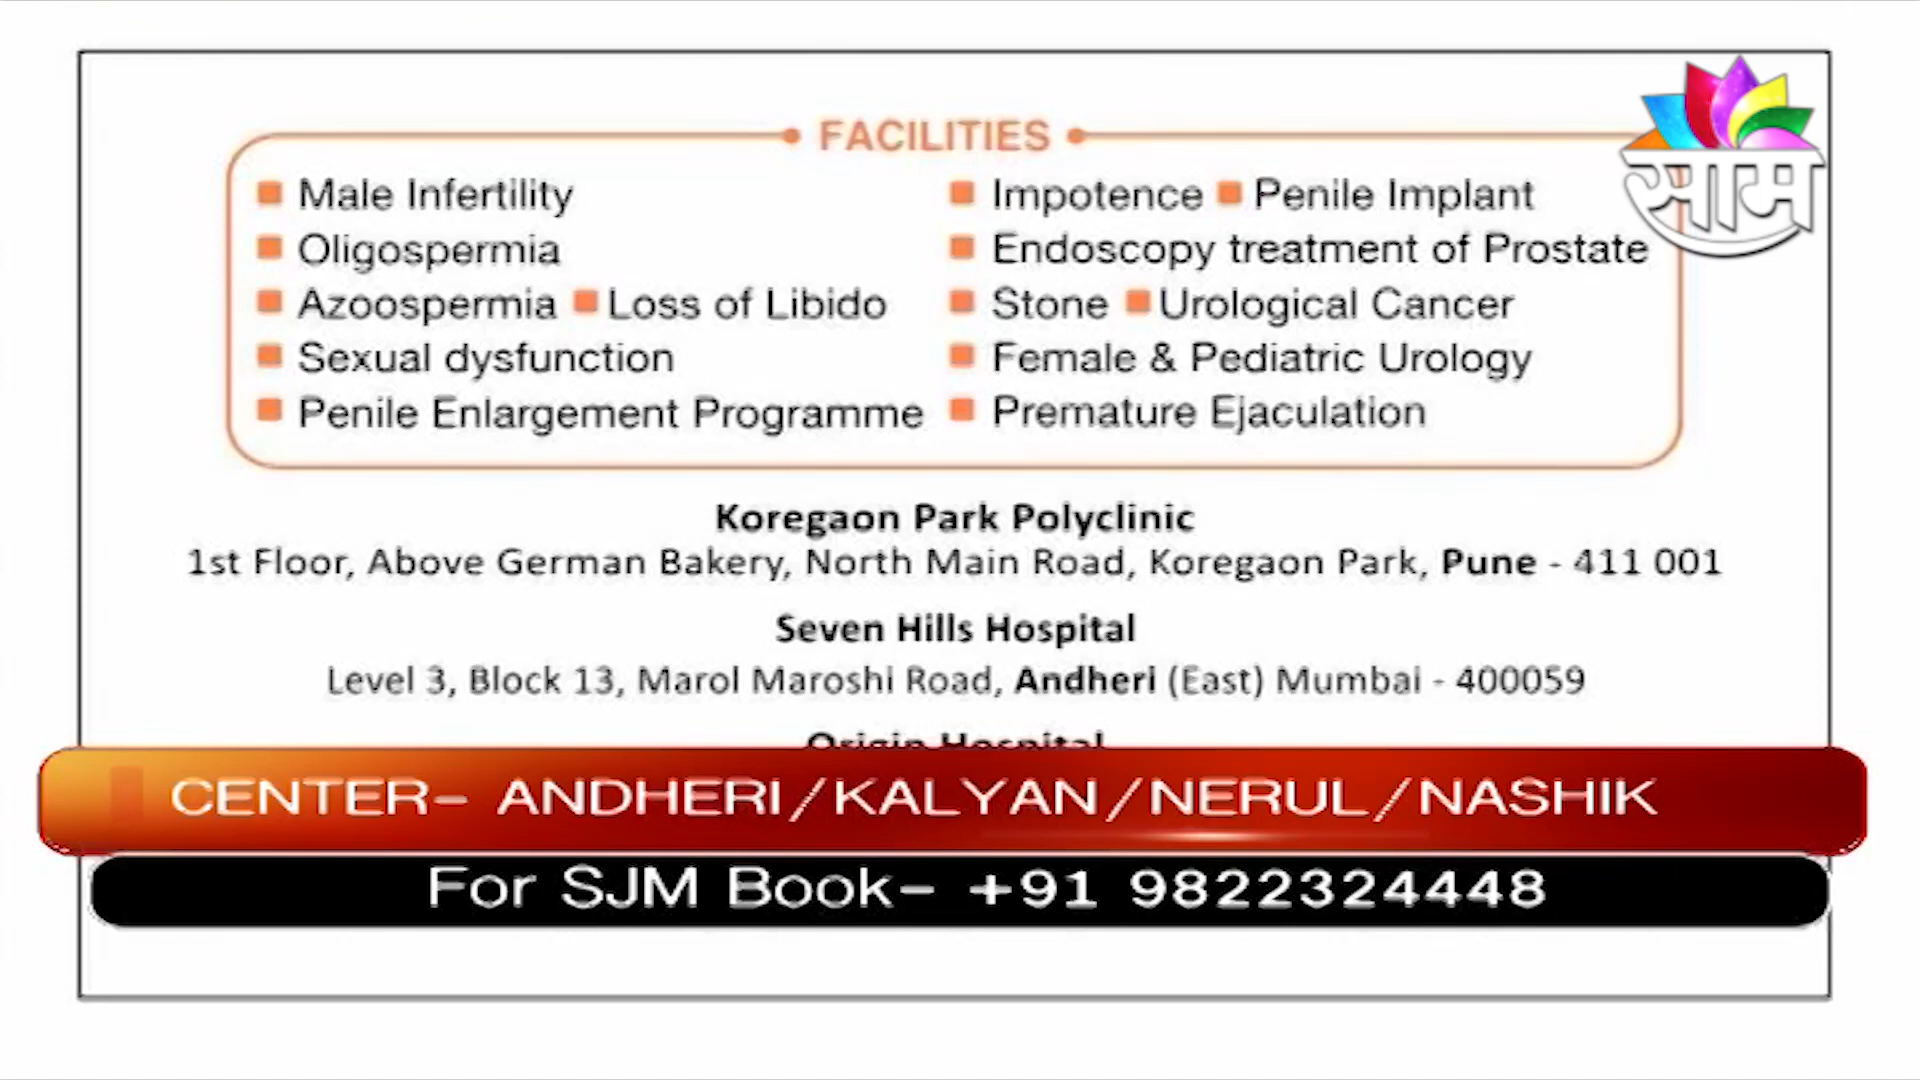 FACILITIES
साम
Male Infertility
Oligospermia
Azoospermia Loss of Libido
Sexual dysfunction
Penile Enlargement Programme
Impotence Penile Implant
Endoscopy treatment of Prostate
Stone Urological Cancer
Female & Pediatric Urology
Premature Ejaculation
Koregaon Park Polyclinic
1st Floor, Above German Bakery, North Main Road, Koregaon Park, Pune - 411 001
Seven Hills Hospital
Level 3, Block 13, Marol Maroshi Road, Andheri (East) Mumbai - 400059
Origin Hospital
CENTER- ANDHERI/KALYAN/NERUL/NASHIK
For SJM Book- +91 9822324448